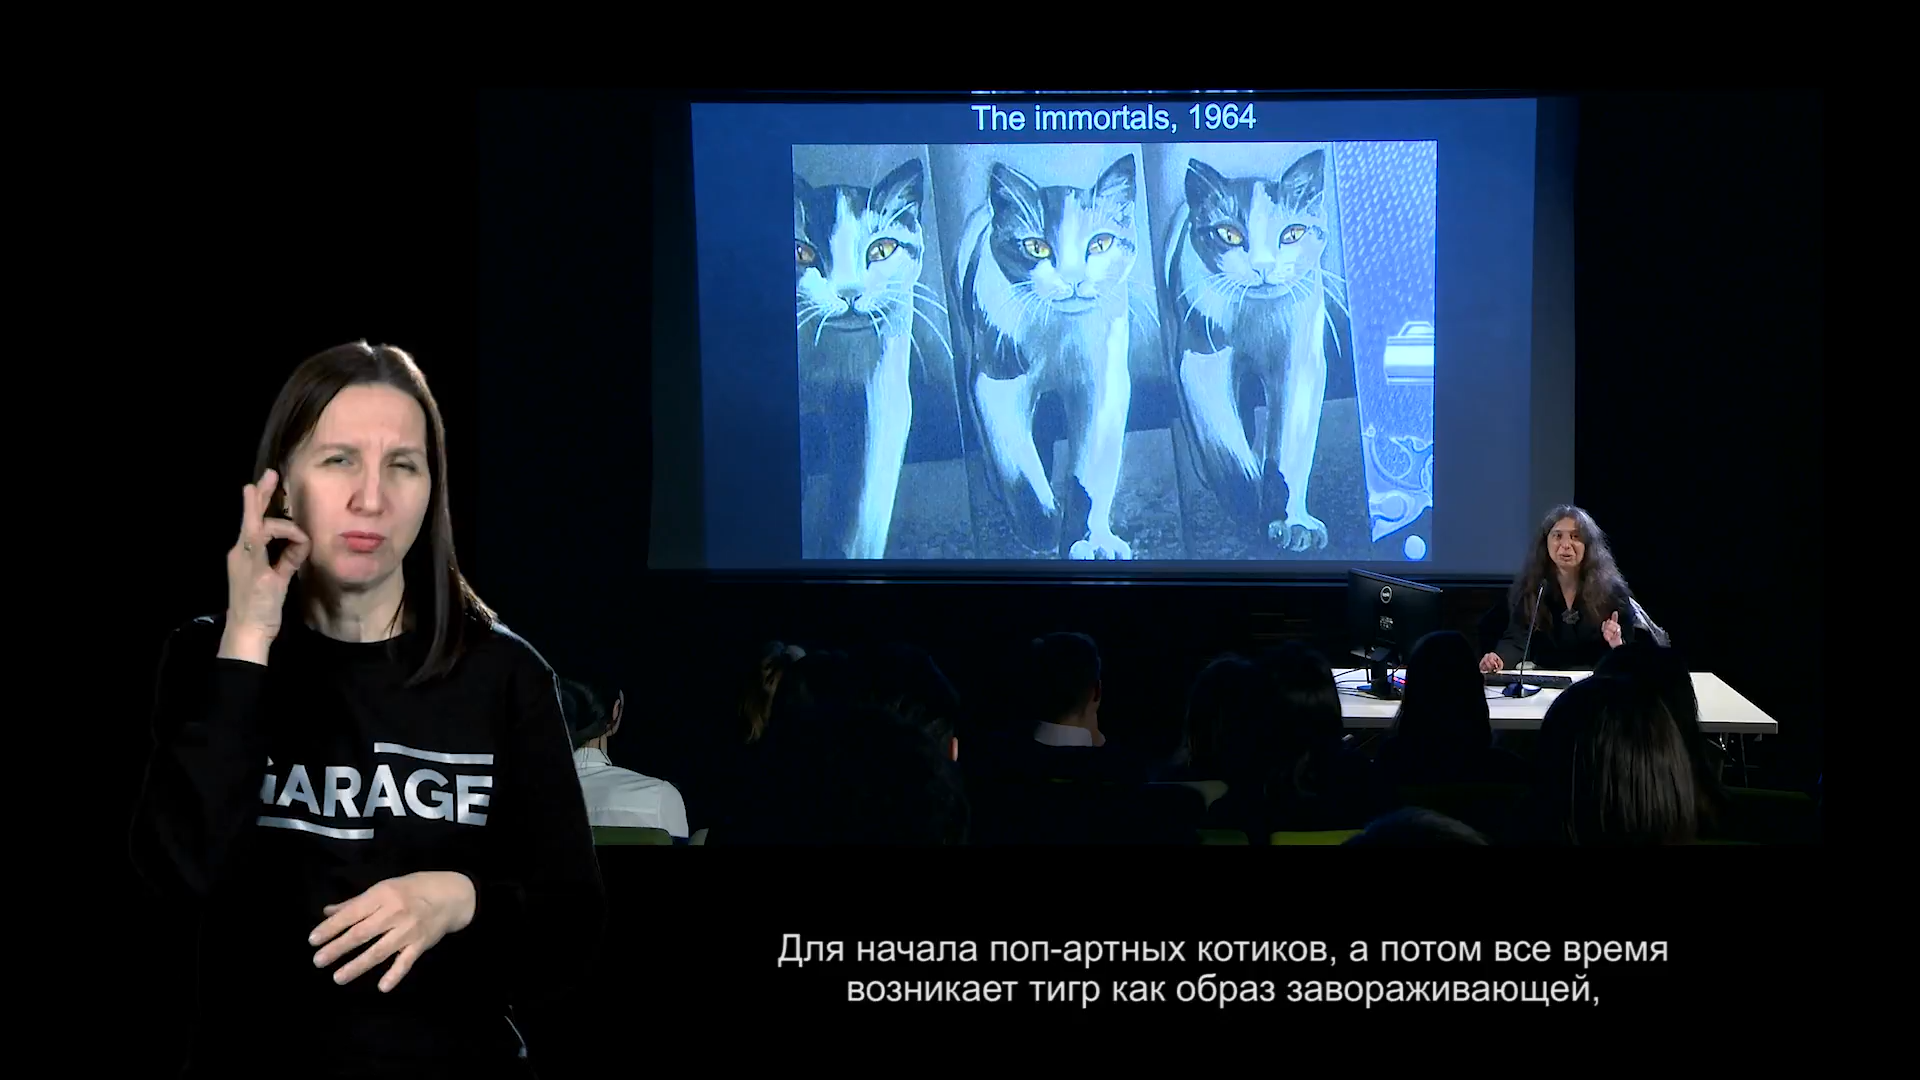 The immortals, 1964
GARAGE
Для начала поп-артных котиков, а потом все время
возникает тигр как образ завораживающей,